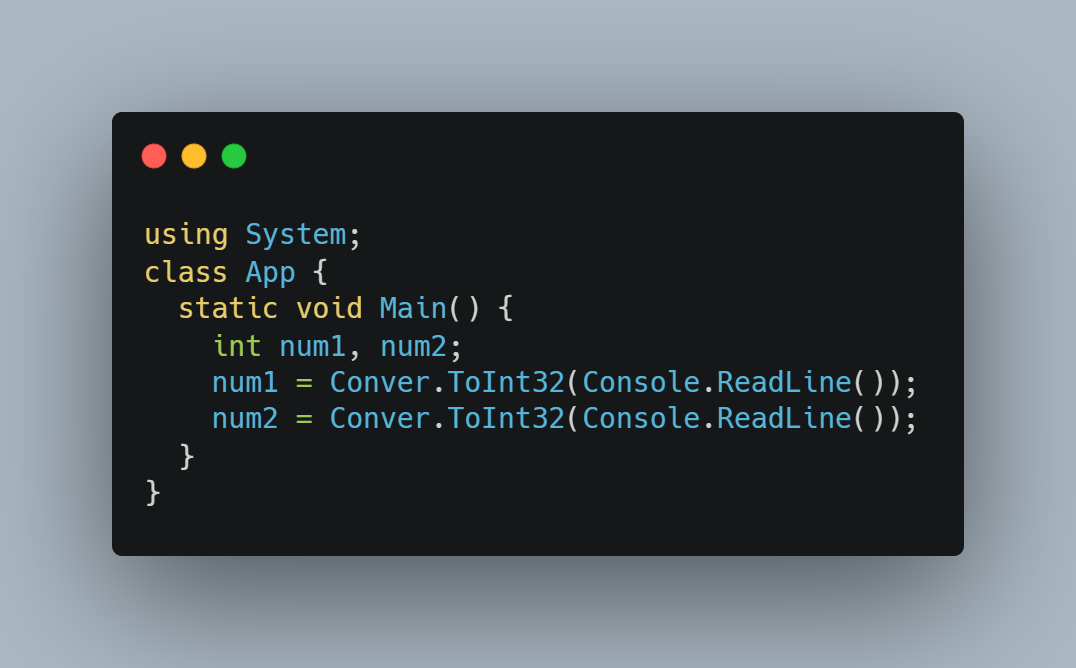 using System;
class App {
  static void Main() {
    int num1, num2;
    num1 = Conver.ToInt32(Console.ReadLine());
    num2 = Conver.ToInt32(Console.ReadLine());
  }
}